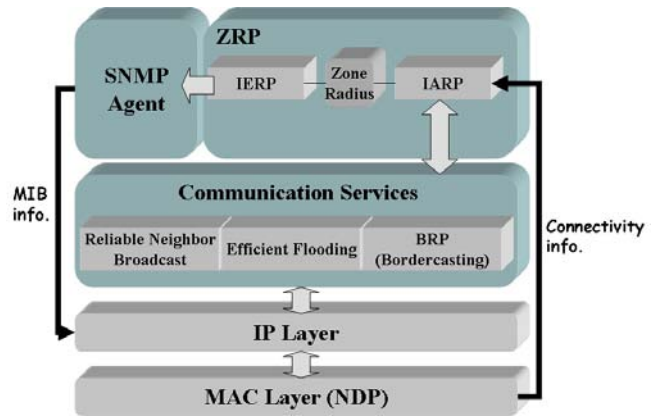 ZRP
SNMP
Agent
IERP
Zone
Radius
IARP
MIB
info.
Communication Services
Reliable Neighbor
Broadcast
Efficient Flooding
BRP
(Bordercasting)
Connectivity
info.
IP Layer
MAC Layer (NDP)